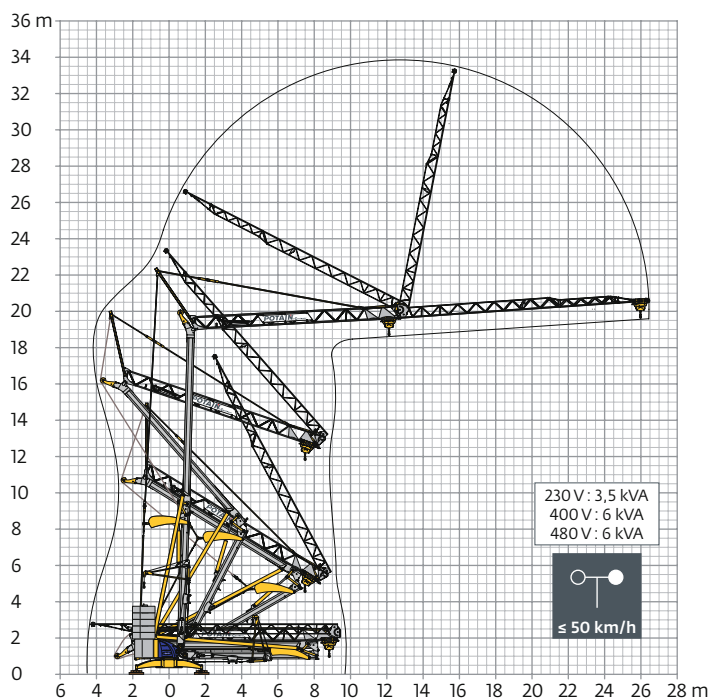 36 m
34
32
30
28
26
24
22
20
18
16
14
12
10
8
6
4
2
0
POTAIN
230 V : 3,5 kVA
400 V : 6 kVA
480 V : 6 kVA
≤ 50 km/h
6 4 2 0 2 4 6 8 10 12 14 16 18 20 22 24 26 28 m